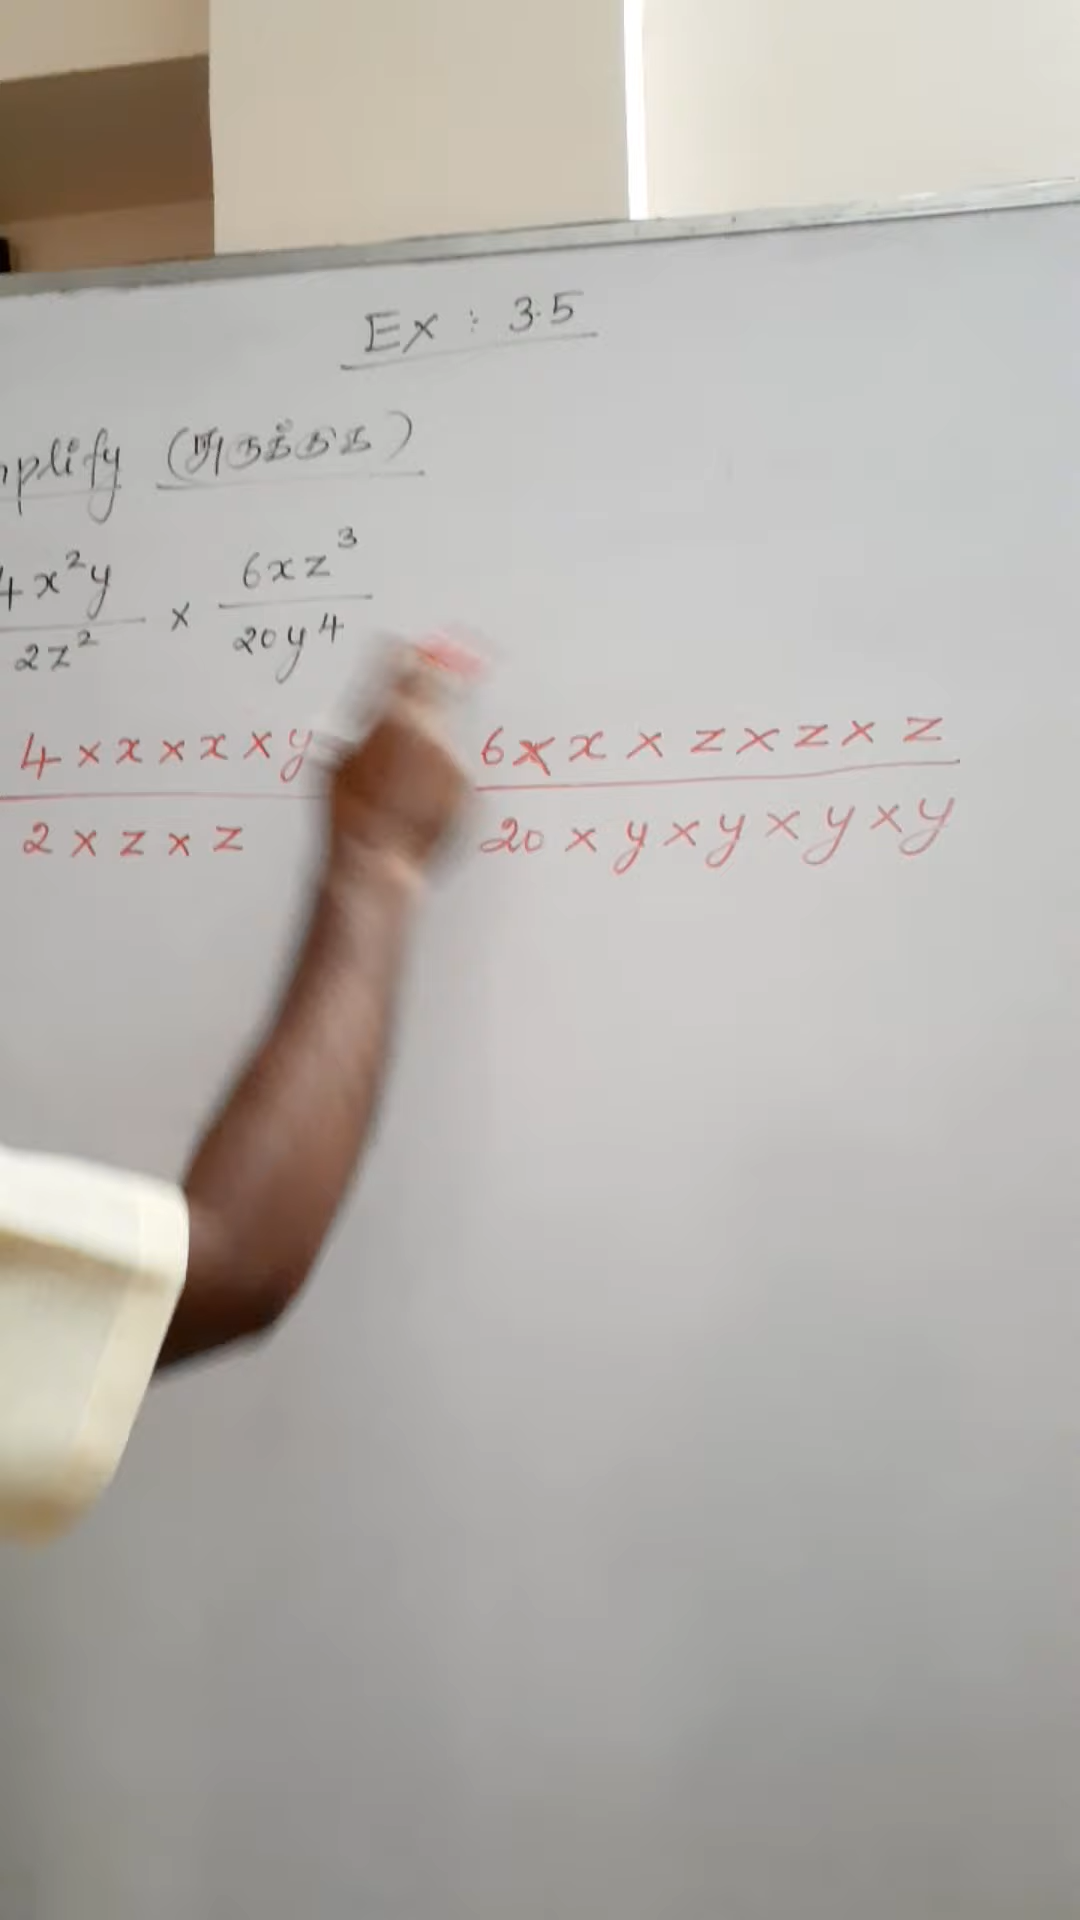 Ex : 3.5
mplify (சுருக்குக)
4x²y / 2z² × 6xz³ / 20y⁴
4 × x × x × y / 2 × z × z   6 × x × z × z × z / 20 × y × y × y × y